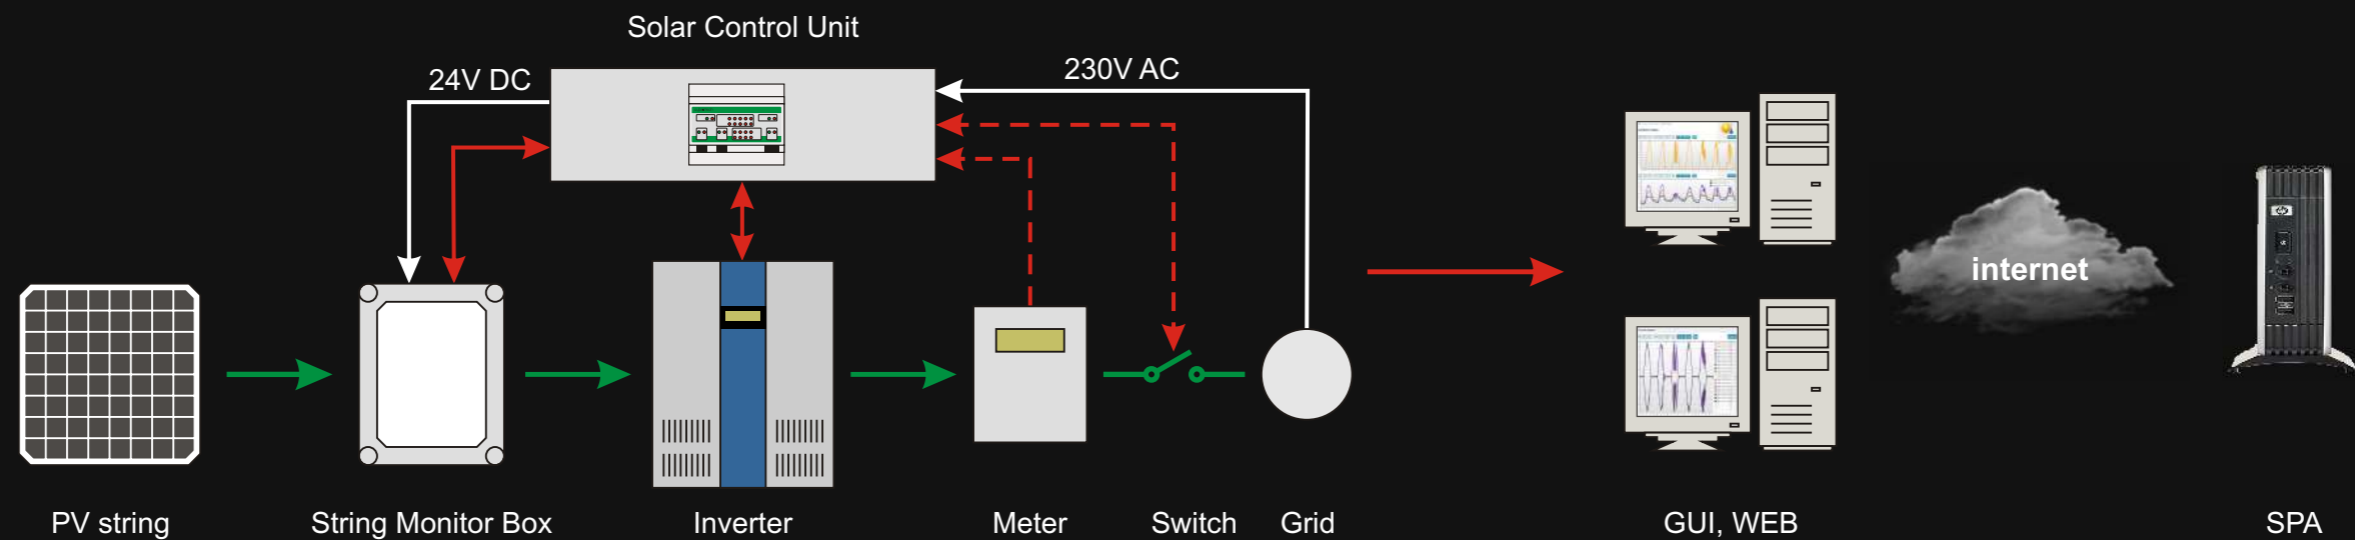 Solar Control Unit
24V DC
230V AC
internet
hp
PV string
String Monitor Box
Inverter
Meter
Switch
Grid
GUI, WEB
SPA